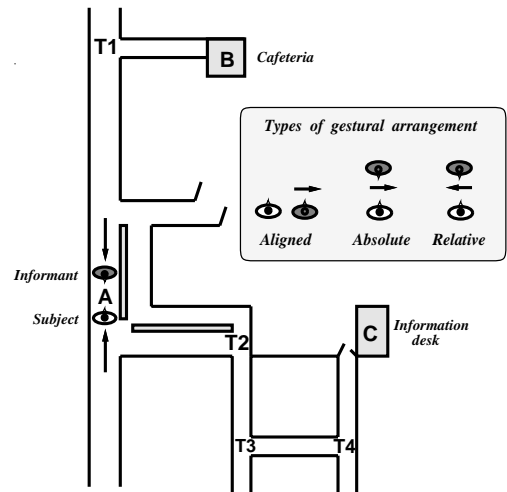 T1
B
Cafeteria
Types of gestural arrangement
Aligned
Absolute
Relative
Informant
A
Subject
T2
C
Information
desk
T3
T4